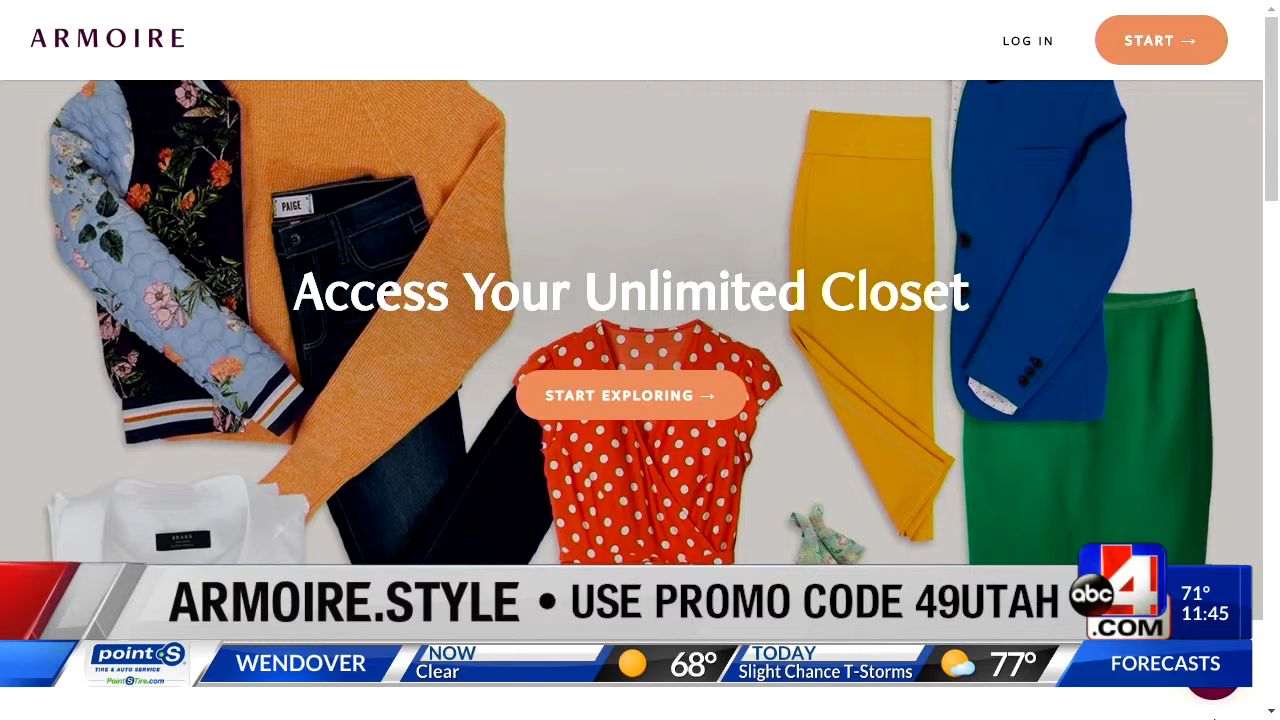 ARMOIRE
LOG IN
START →
PAIGE
Access Your Unlimited Closet
START EXPLORING →
ARMOIRE.STYLE • USE PROMO CODE 49UTAH
abc 4
.COM
71°
11:45
point S
TIRE & AUTO SERVICE
PointSTire.com
WENDOVER
NOW
Clear
68°
TODAY
Slight Chance T-Storms
77°
FORECASTS